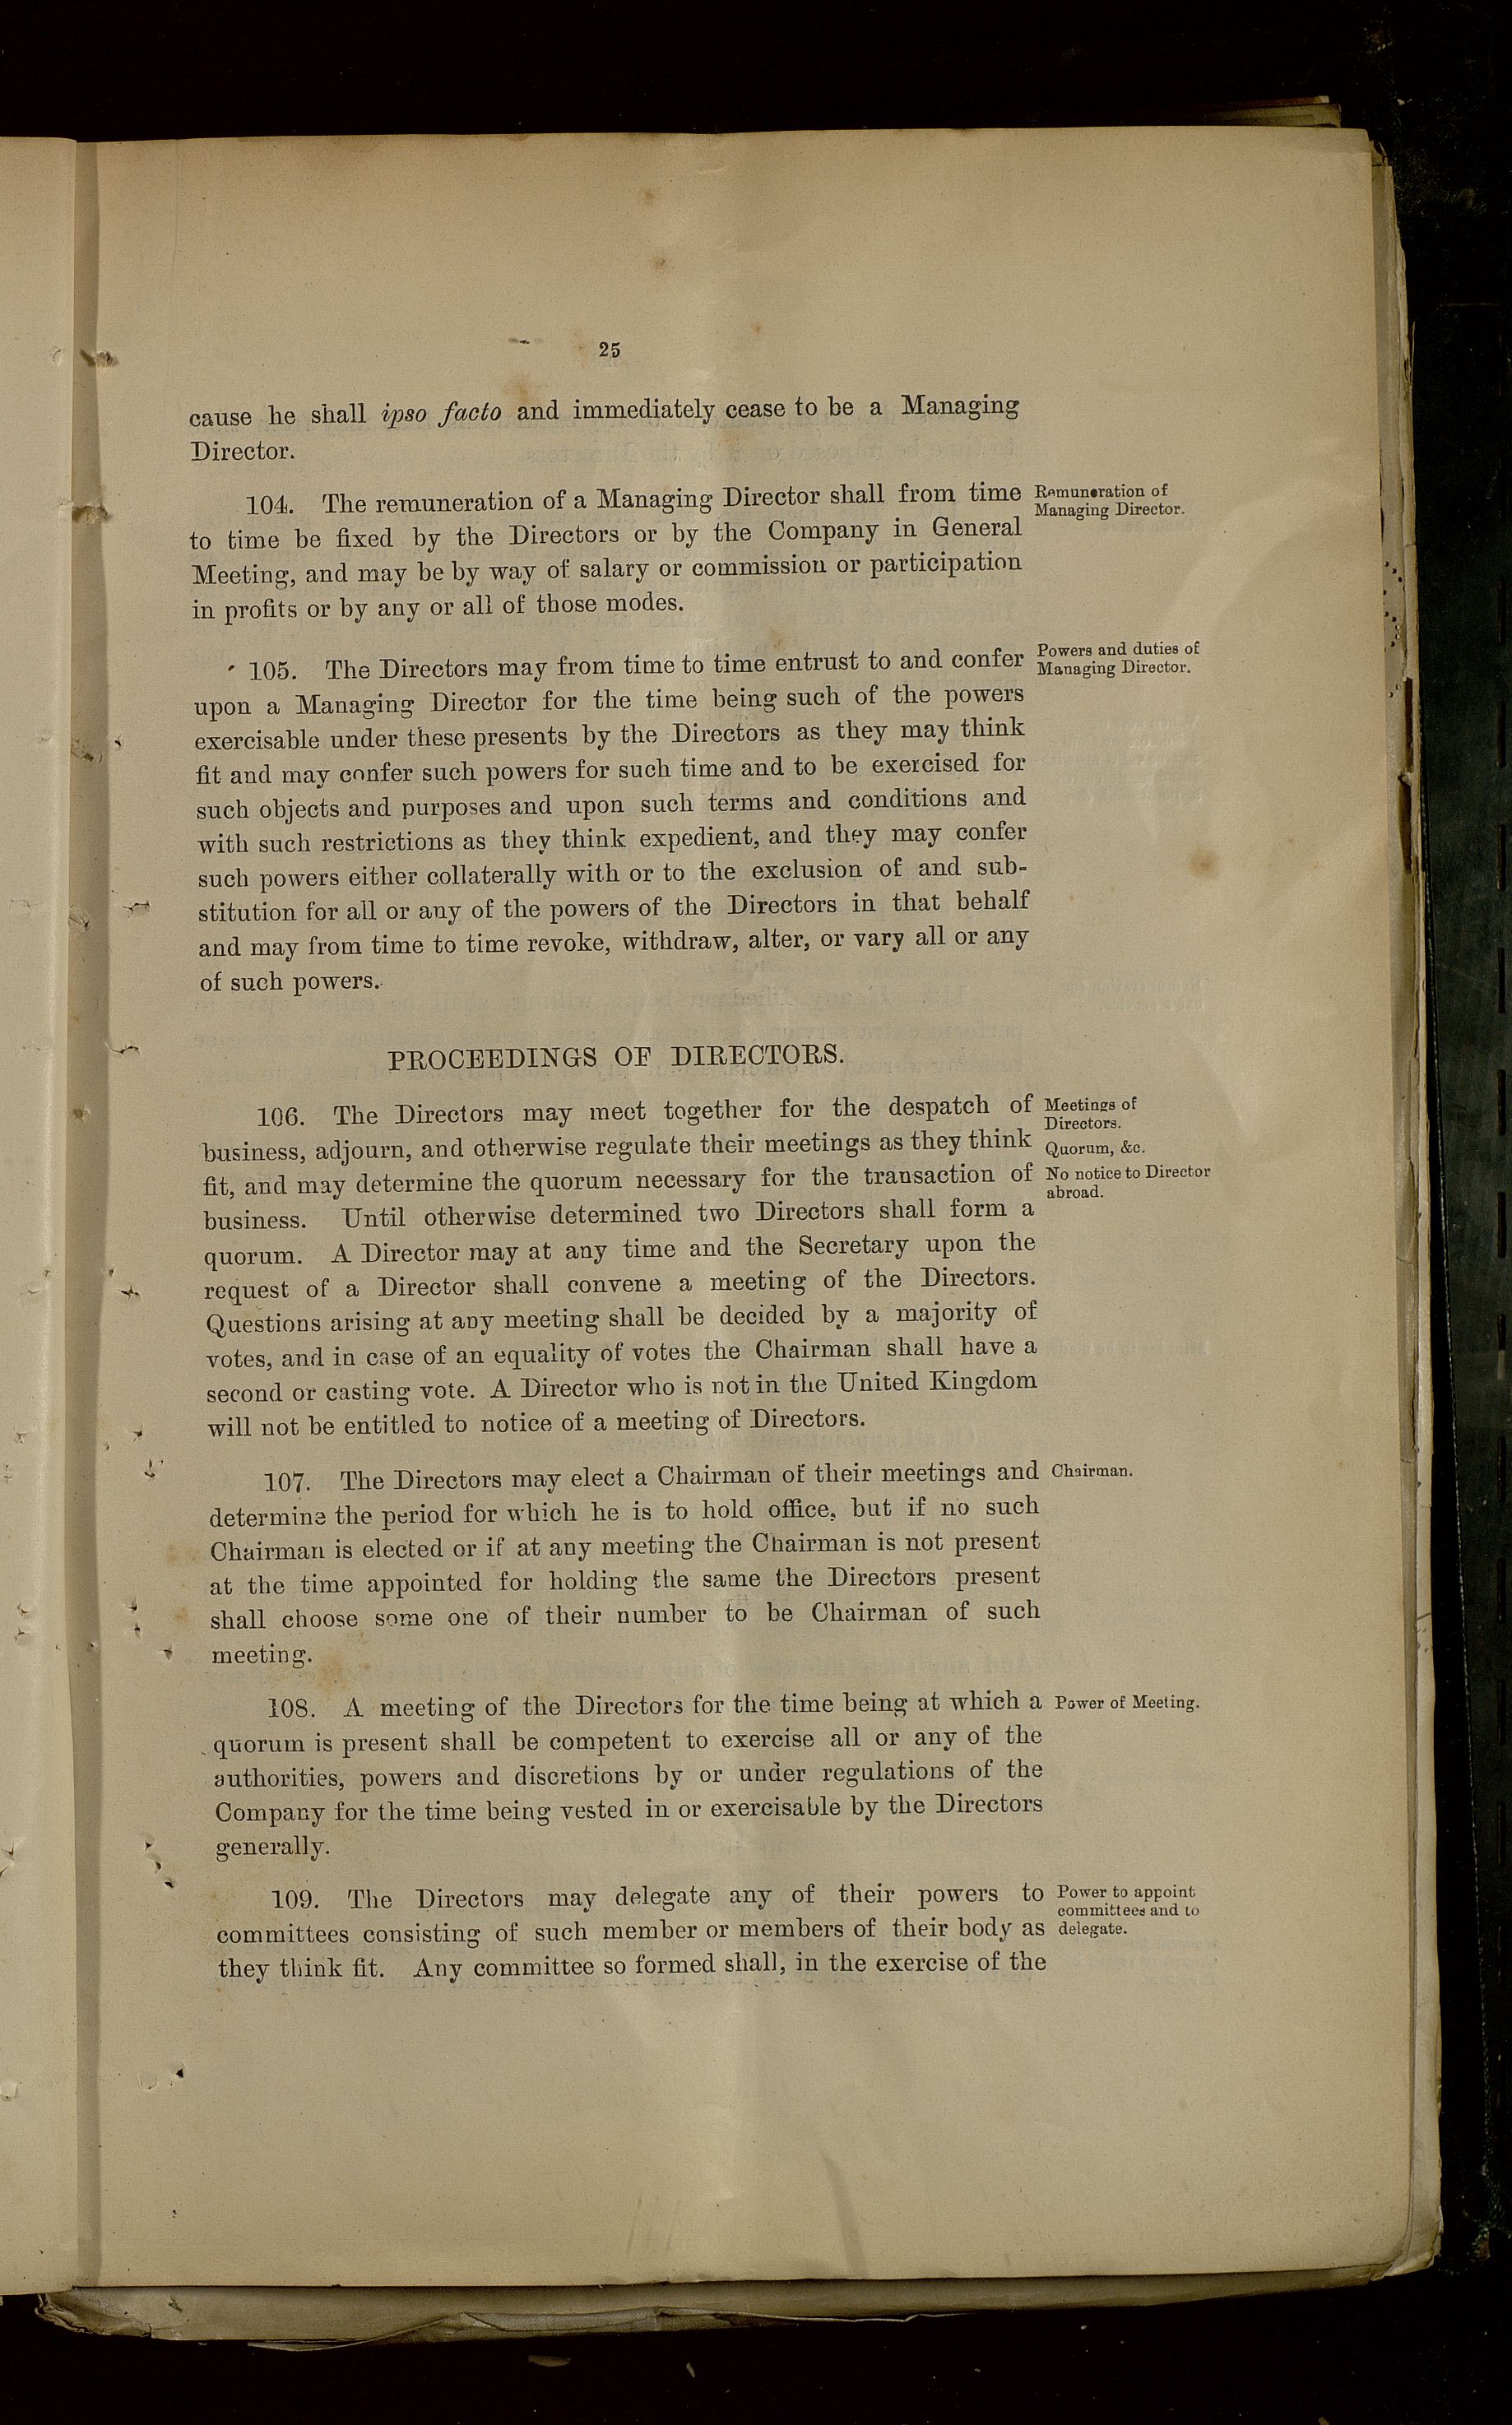 25
cause he shall ipso facto and immediately cease to be a Managing
Director.
104. The remuneration of a Managing Director shall from time
to time be fixed by the Directors or by the Company in General
Meeting, and may be by way of salary or commission or participation
in profits or by any or all of those modes.
Remuneration of
Managing Director.
105. The Directors may from time to time entrust to and confer
upon a Managing Director for the time being such of the powers
exercisable under these presents by the Directors as they may think
fit and may confer such powers for such time and to be exercised for
such objects and purposes and upon such terms and conditions and
with such restrictions as they think expedient, and they may confer
such powers either collaterally with or to the exclusion of and sub-
stitution for all or any of the powers of the Directors in that behalf
and may from time to time revoke, withdraw, alter, or vary all or any
of such powers.
Powers and duties of
Managing Director.
PROCEEDINGS OF DIRECTORS.
106. The Directors may meet together for the despatch of
business, adjourn, and otherwise regulate their meetings as they think
fit, and may determine the quorum necessary for the transaction of
business. Until otherwise determined two Directors shall form a
quorum. A Director may at any time and the Secretary upon the
request of a Director shall convene a meeting of the Directors.
Questions arising at any meeting shall be decided by a majority of
votes, and in case of an equality of votes the Chairman shall have a
second or casting vote. A Director who is not in the United Kingdom
will not be entitled to notice of a meeting of Directors.
Meetings of
Directors.
Quorum, &c.
No notice to Director
abroad.
107. The Directors may elect a Chairman of their meetings and
determine the period for which he is to hold office, but if no such
Chairman is elected or if at any meeting the Chairman is not present
at the time appointed for holding the same the Directors present
shall choose some one of their number to be Chairman of such
meeting.
Chairman.
108. A meeting of the Directors for the time being at which a
quorum is present shall be competent to exercise all or any of the
authorities, powers and discretions by or under regulations of the
Company for the time being vested in or exercisable by the Directors
generally.
Power of Meeting.
109. The Directors may delegate any of their powers to
committees consisting of such member or members of their body as
they think fit. Any committee so formed shall, in the exercise of the
Power to appoint
committees and to
delegate.